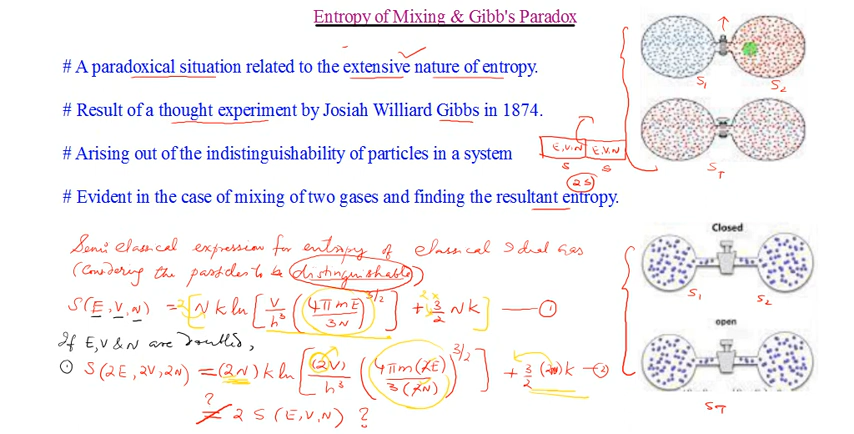 Entropy of Mixing & Gibb's Paradox
# A paradoxical situation related to the extensive nature of entropy.
# Result of a thought experiment by Josiah Williard Gibbs in 1874.
# Arising out of the indistinguishability of particles in a system
# Evident in the case of mixing of two gases and finding the resultant entropy.
S₁ S₂
S_T
E,V,N E,V,N
S S
2S
Semi classical expression for entropy of classical Ideal Gas
(Considering the particles to be distinguishable)
S(E,V,N) = [Nk ln[V/h³ (4πmE/3N)^3/2] + 3/2 Nk] — ①
If E,V & N are doubled,
① S(2E,2V,2N) = (2N)k ln[(2V)/h³ (4πm(2E)/3(2N))^3/2] + 3/2 (2N)k — ②
?
≠ 2 S(E,V,N) ?
Closed
S₁ S₂
open
S_T